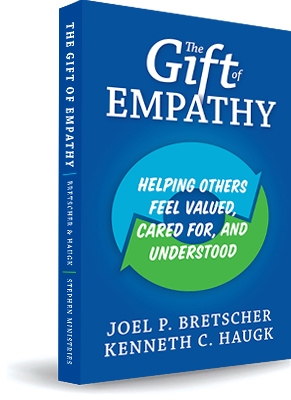 THE GIFT OF EMPATHY
BRETSCHER & HAUGK
STEPHEN MINISTRIES
The
Gift of
EMPATHY
HELPING OTHERS
FEEL VALUED,
CARED FOR, AND
UNDERSTOOD
JOEL P. BRETSCHER
KENNETH C. HAUGK